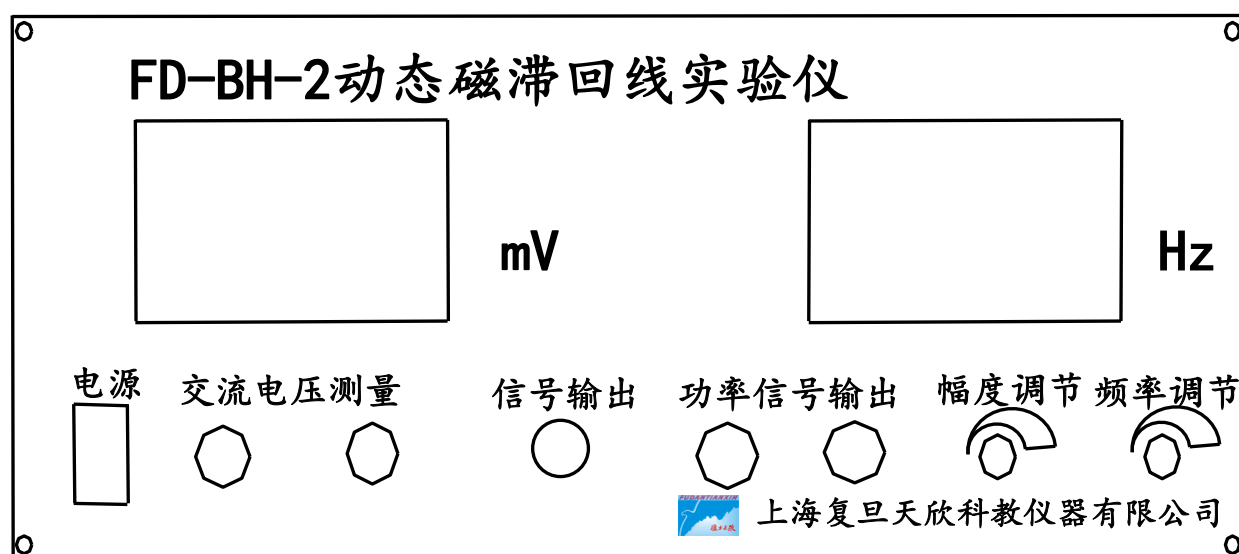 FD-BH-2动态磁滞回线实验仪
mV
Hz
电源 交流电压测量 信号输出 功率信号输出 幅度调节 频率调节
FUDANTIANXIN
上海复旦天欣科教仪器有限公司